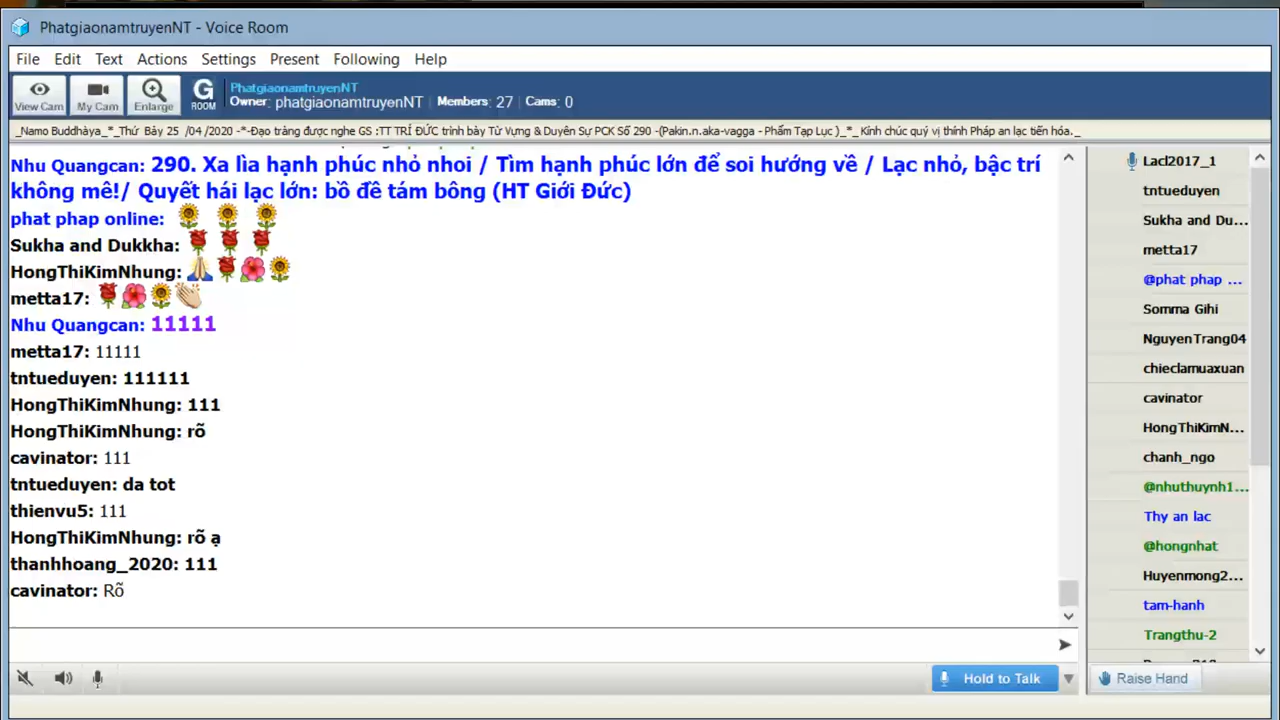 PhatgiaonamtruyenNT - Voice Room
File Edit Text Actions Settings Present Following Help
View Cam
My Cam
Enlarge
G ROOM
PhatgiaonamtruyenNT
Owner: phatgiaonamtruyenNT Members: 27 Cams: 0
_Namo Buddhàya_*_Thứ Bảy 25 /04 /2020 -*-Đạo tràng được nghe GS :TT TRÍ ĐỨC trình bày Từ Vựng & Duyên Sự PCK Số 290 -(Pakin.n.aka-vagga - Phẩm Tạp Lục )_*_ Kính chúc quý vị thính Pháp an lạc tiến hóa._
Nhu Quangcan: 290. Xa lìa hạnh phúc nhỏ nhoi / Tìm hạnh phúc lớn để soi hướng về / Lạc nhỏ, bậc trí
không mê!/ Quyết hái lạc lớn: bồ đề tám bông (HT Giới Đức)
phat phap online:
Sukha and Dukkha:
HongThiKimNhung:
metta17:
Nhu Quangcan: 11111
metta17: 11111
tntueduyen: 111111
HongThiKimNhung: 111
HongThiKimNhung: rõ
cavinator: 111
tntueduyen: da tot
thienvu5: 111
HongThiKimNhung: rõ ạ
thanhhoang_2020: 111
cavinator: Rõ
Lacl2017_1
tntueduyen
Sukha and Du...
metta17
@phat phap ...
Somma Gihi
NguyenTrang04
chieclamuaxuan
cavinator
HongThiKimN...
chanh_ngo
@nhuthuynh1...
Thy an lac
@hongnhat
Huyenmong2...
tam-hanh
Trangthu-2
Hold to Talk
Raise Hand